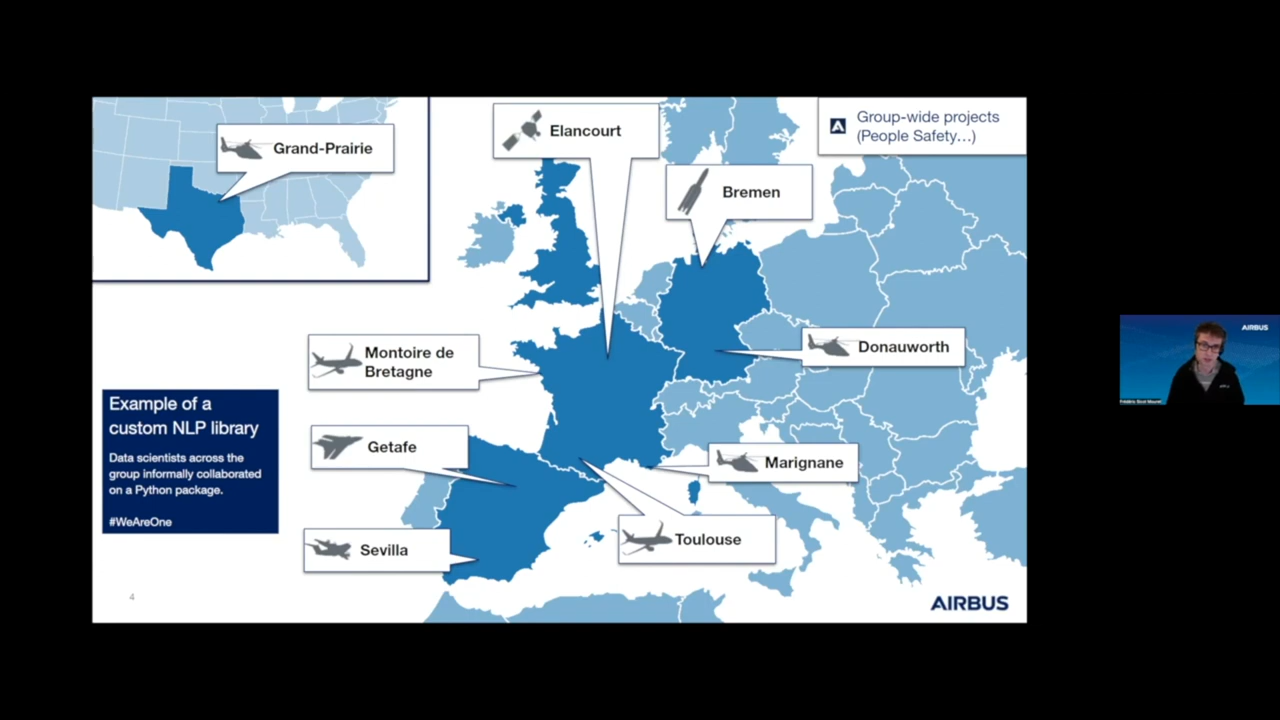 Grand-Prairie
Elancourt
Group-wide projects
(People Safety...)
Bremen
Montoire de
Bretagne
Donauworth
Example of a
custom NLP library
Data scientists across the
group informally collaborated
on a Python package.
#WeAreOne
Getafe
Marignane
Sevilla
Toulouse
4
AIRBUS
AIRBUS